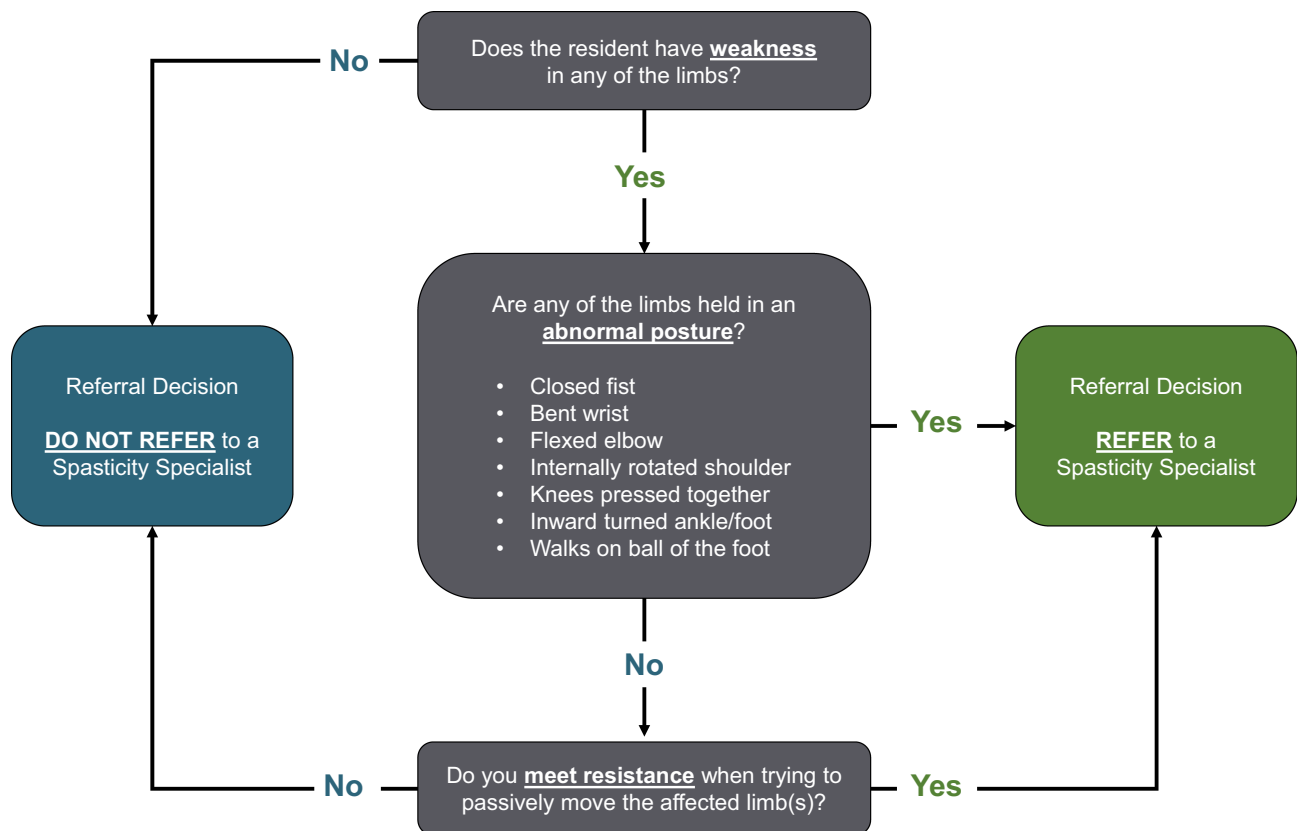 Does the resident have weakness
in any of the limbs?
No
Yes
Are any of the limbs held in an
abnormal posture?
• Closed fist
• Bent wrist
• Flexed elbow
• Internally rotated shoulder
• Knees pressed together
• Inward turned ankle/foot
• Walks on ball of the foot
Referral Decision
DO NOT REFER to a
Spasticity Specialist
Yes
Referral Decision
REFER to a
Spasticity Specialist
No
Do you meet resistance when trying to
passively move the affected limb(s)?
No
Yes